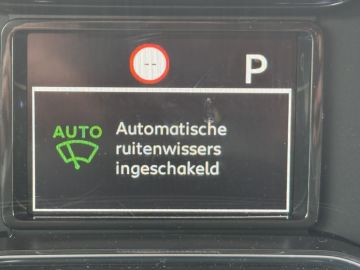 --
P
AUTO
Automatische
ruitenwissers
ingeschakeld